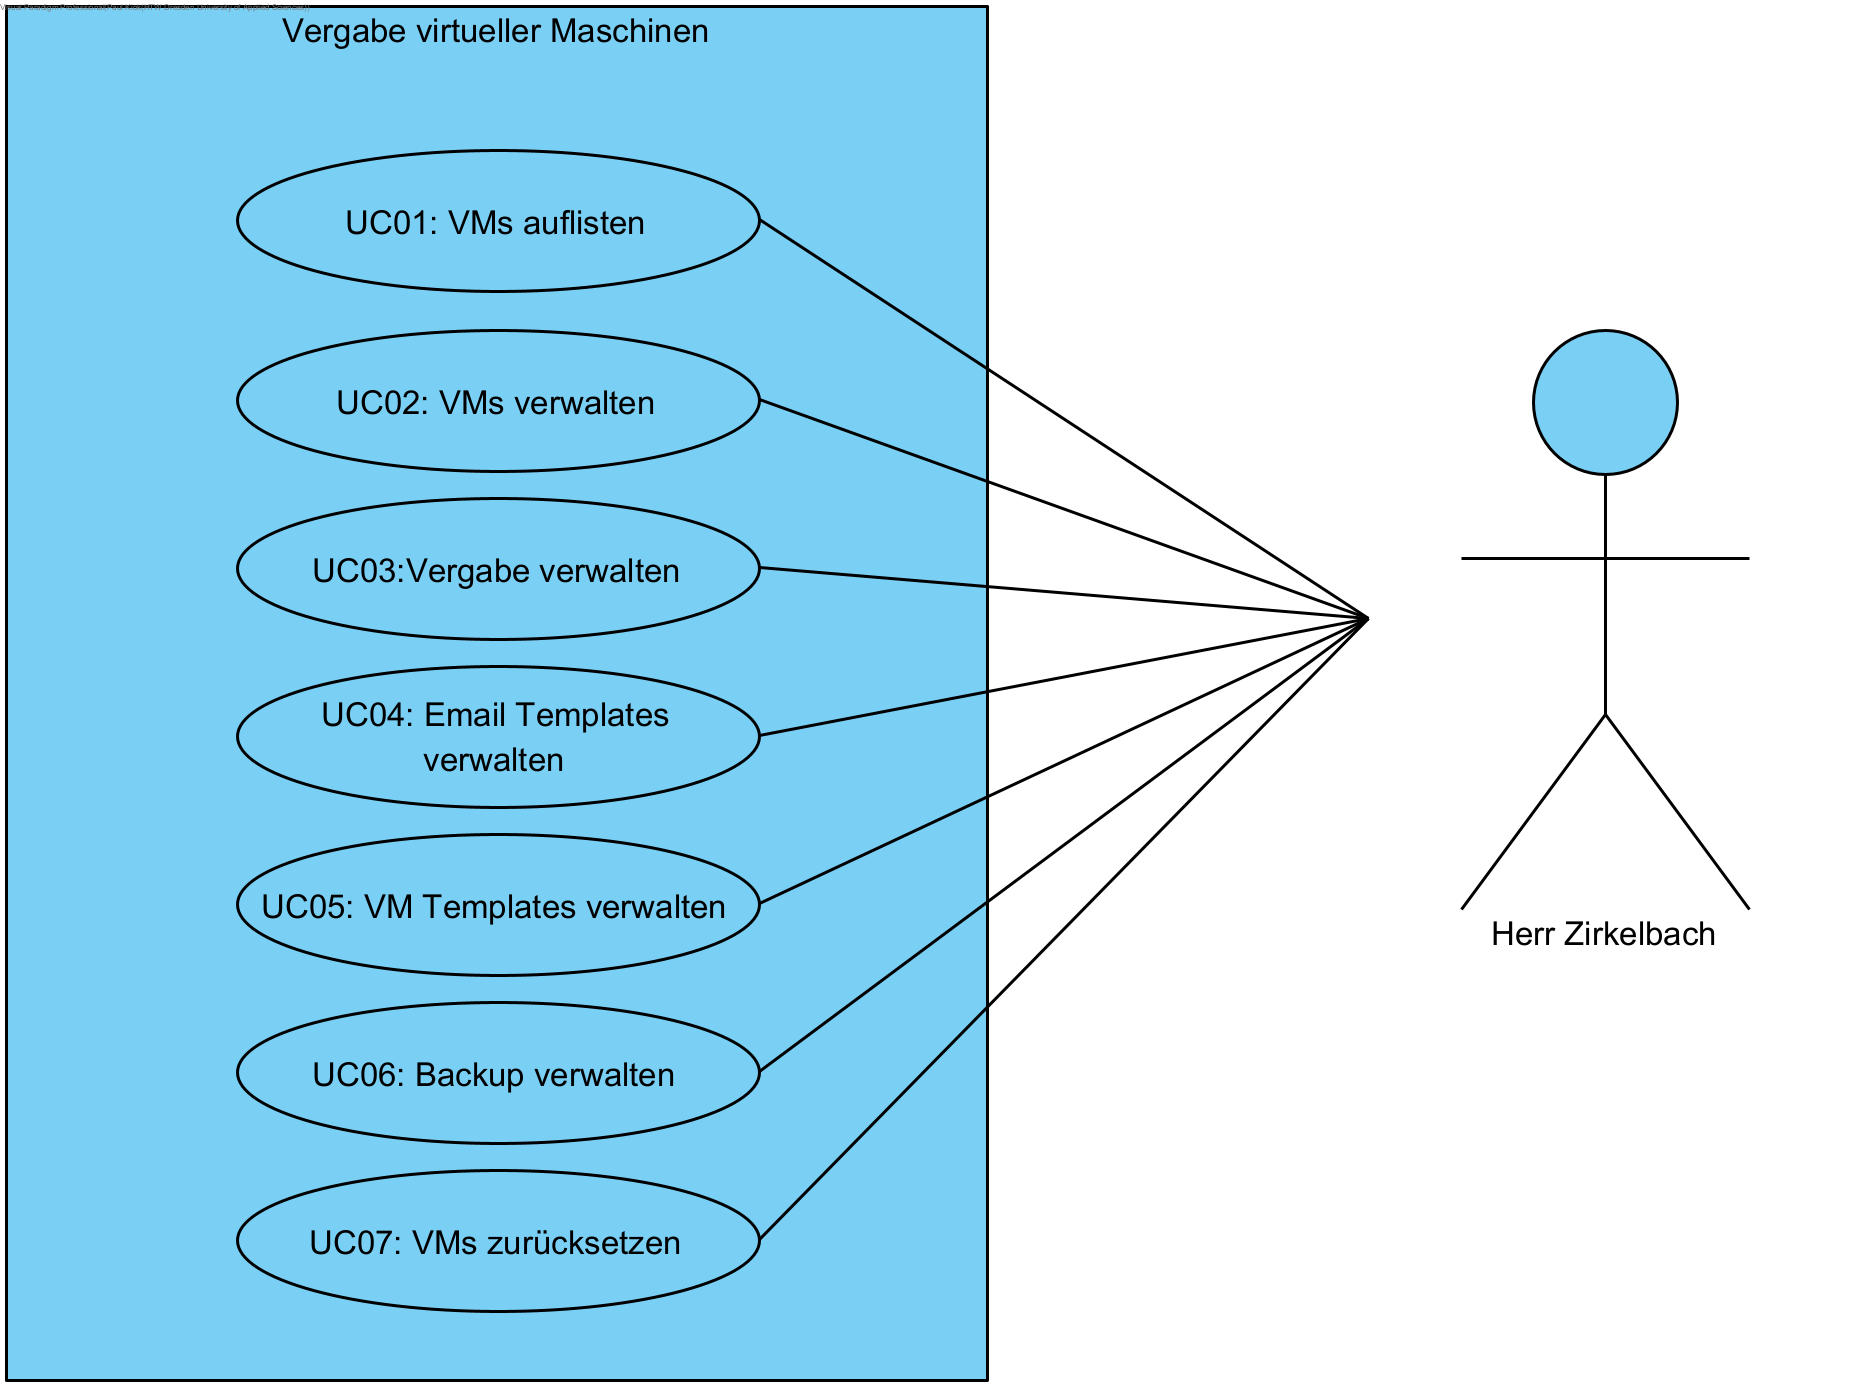 Vergabe virtueller Maschinen
UC01: VMs auflisten
UC02: VMs verwalten
UC03:Vergabe verwalten
UC04: Email Templates
verwalten
UC05: VM Templates verwalten
UC06: Backup verwalten
UC07: VMs zurücksetzen
Herr Zirkelbach